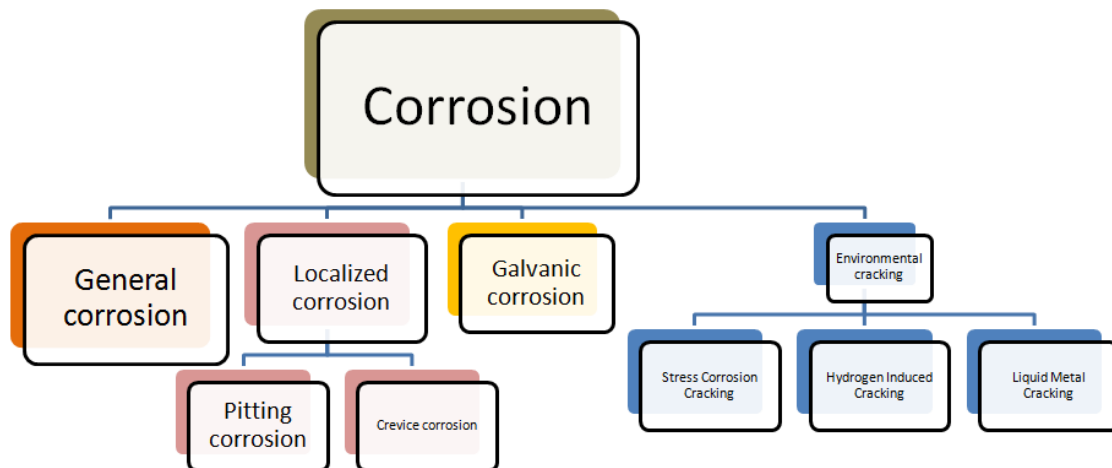 Corrosion
General
corrosion
Localized
corrosion
Galvanic
corrosion
Environmental
cracking
Pitting
corrosion
Crevice corrosion
Stress Corrosion
Cracking
Hydrogen Induced
Cracking
Liquid Metal
Cracking